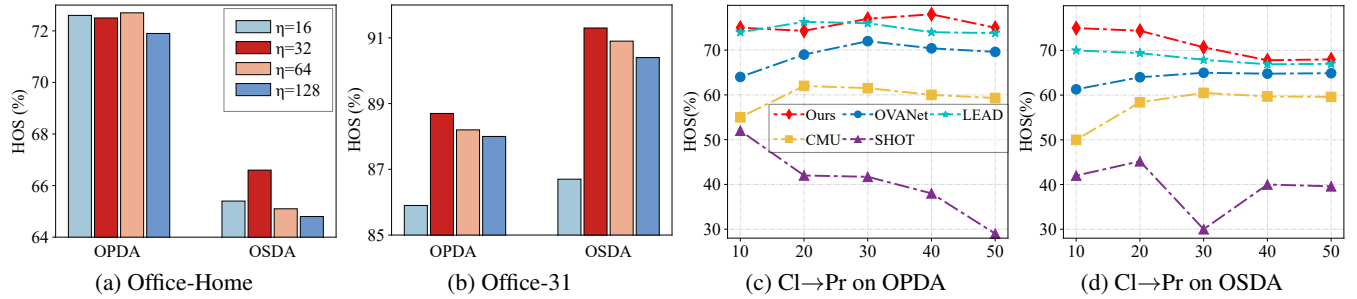 HOS (%)
72
70
68
66
64
η=16
η=32
η=64
η=128
OPDA OSDA
(a) Office-Home
HOS (%)
91
89
87
85
OPDA OSDA
(b) Office-31
HOS(%)
70
60
50
40
30
Ours OVANet LEAD
CMU SHOT
10 20 30 40 50
(c) Cl→Pr on OPDA
HOS(%)
80
70
60
50
40
30
10 20 30 40 50
(d) Cl→Pr on OSDA